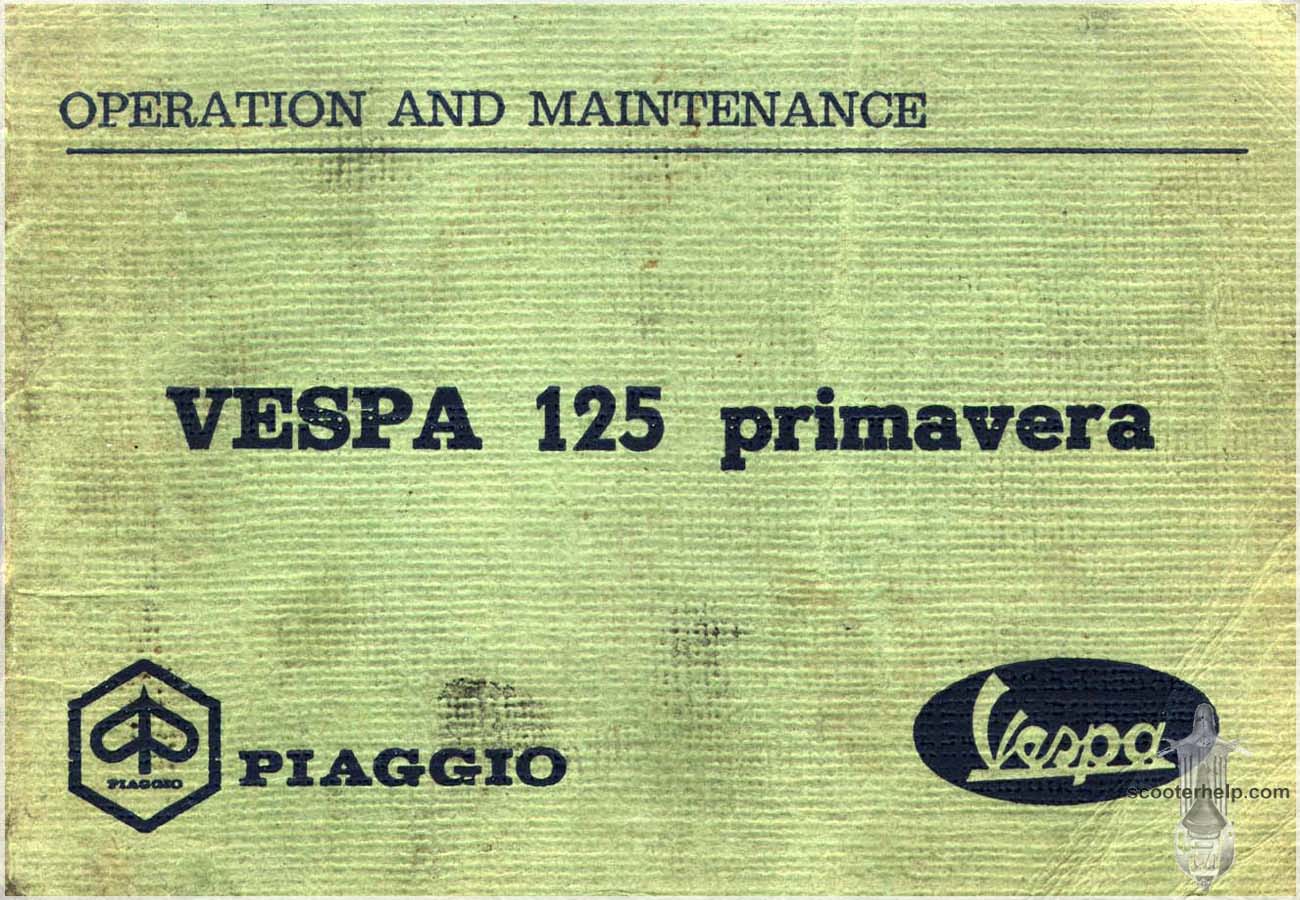 OPERATION AND MAINTENANCE
VESPA 125 primavera
PIAGGIO
PIAGGIO
Vespa
scooterhelp.com